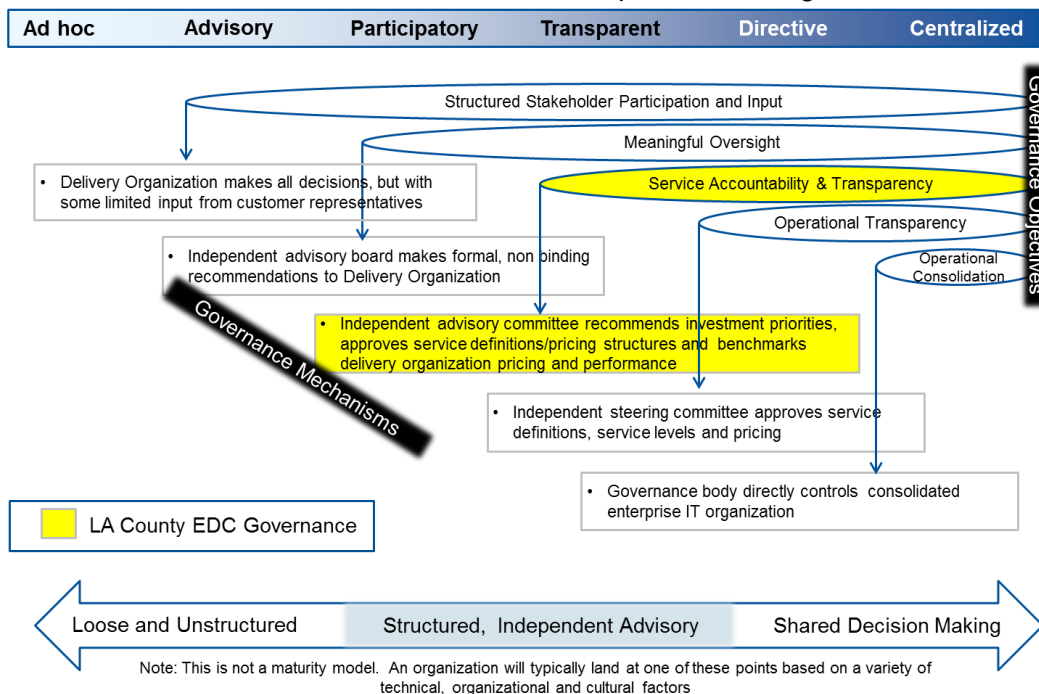 Ad hoc Advisory Participatory Transparent Directive Centralized
Structured Stakeholder Participation and Input
Meaningful Oversight
Service Accountability & Transparency
Operational Transparency
Operational
Consolidation
Governance Objectives
• Delivery Organization makes all decisions, but with
some limited input from customer representatives
• Independent advisory board makes formal, non binding
recommendations to Delivery Organization
Governance Mechanisms
• Independent advisory committee recommends investment priorities,
approves service definitions/pricing structures and benchmarks
delivery organization pricing and performance
• Independent steering committee approves service
definitions, service levels and pricing
• Governance body directly controls consolidated
enterprise IT organization
LA County EDC Governance
Loose and Unstructured Structured, Independent Advisory Shared Decision Making
Note: This is not a maturity model. An organization will typically land at one of these points based on a variety of
technical, organizational and cultural factors